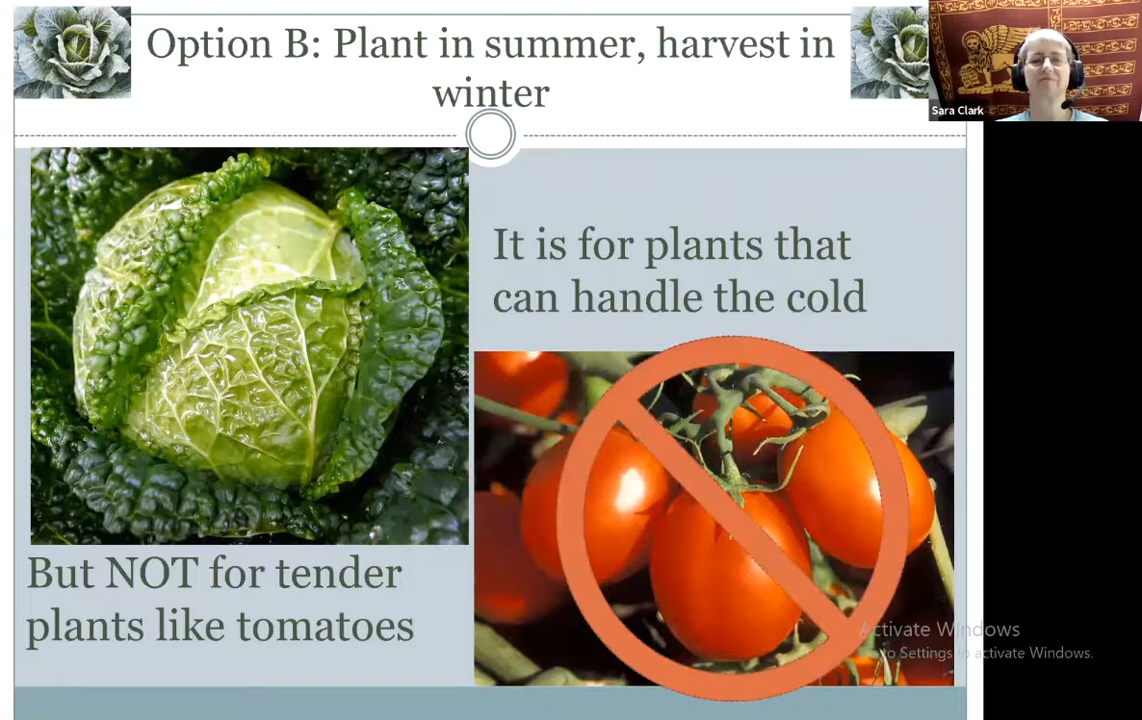 Option B: Plant in summer, harvest in
winter
Sara Clark
It is for plants that
can handle the cold
But NOT for tender
plants like tomatoes
Activate Windows
to Settings to activate Windows.